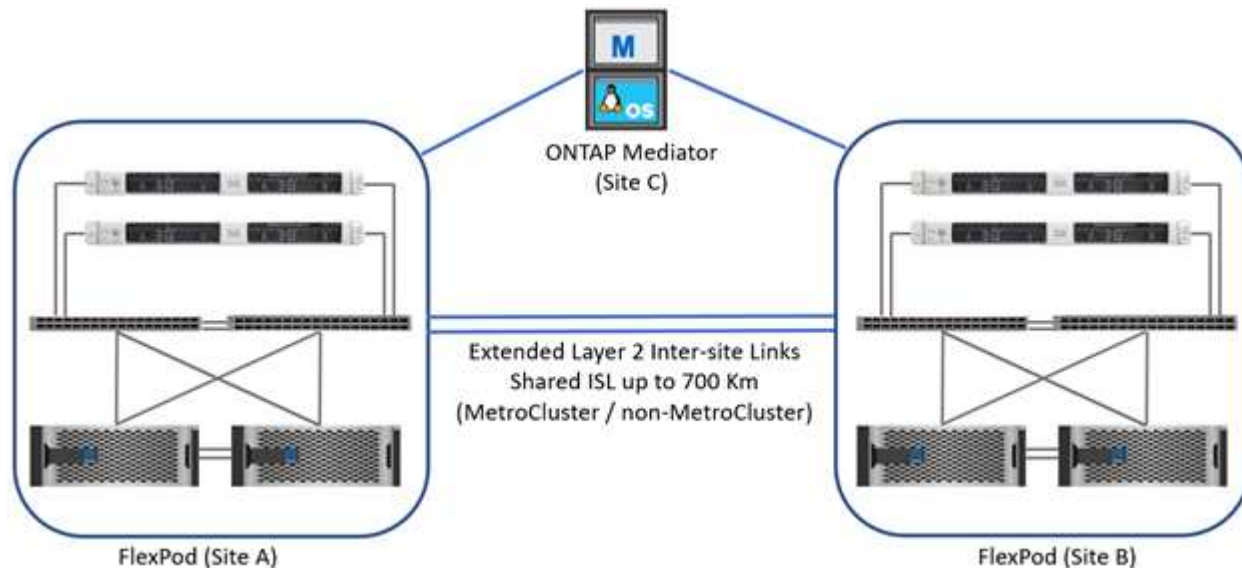 M
OS
ONTAP Mediator
(Site C)
Extended Layer 2 Inter-site Links
Shared ISL up to 700 Km
(MetroCluster / non-MetroCluster)
FlexPod (Site A)
FlexPod (Site B)